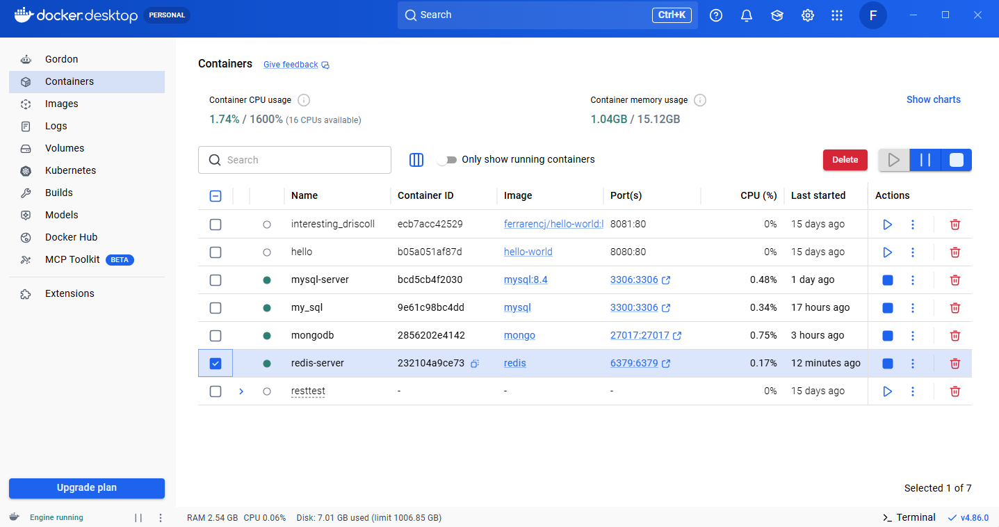 docker.desktop PERSONAL Search Ctrl+K F
Gordon
Containers
Images
Logs
Volumes
Kubernetes
Builds
Models
Docker Hub
MCP Toolkit BETA
Extensions
Upgrade plan
Containers Give feedback
Container CPU usage Container memory usage Show charts
1.74% / 1600% (16 CPUs available) 1.04GB / 15.12GB
Search Only show running containers Delete
Name Container ID Image Port(s) CPU (%) Last started Actions
interesting_driscoll ecb7acc42529 ferrarencj/hello-world:l 8081:80 0% 15 days ago
hello b05a051af87d hello-world 8080:80 0% 15 days ago
mysql-server bcd5cb4f2030 mysql:8.4 3306:3306 0.48% 1 day ago
my_sql 9e61c98bc4dd mysql 3300:3306 0.34% 17 hours ago
mongodb 2856202e4142 mongo 27017:27017 0.75% 3 hours ago
redis-server 232104a9ce73 redis 6379:6379 0.17% 12 minutes ago
resttest - - - 0% 15 days ago
Selected 1 of 7
Engine running RAM 2.54 GB CPU 0.06% Disk: 7.01 GB used (limit 1006.85 GB) Terminal v4.86.0